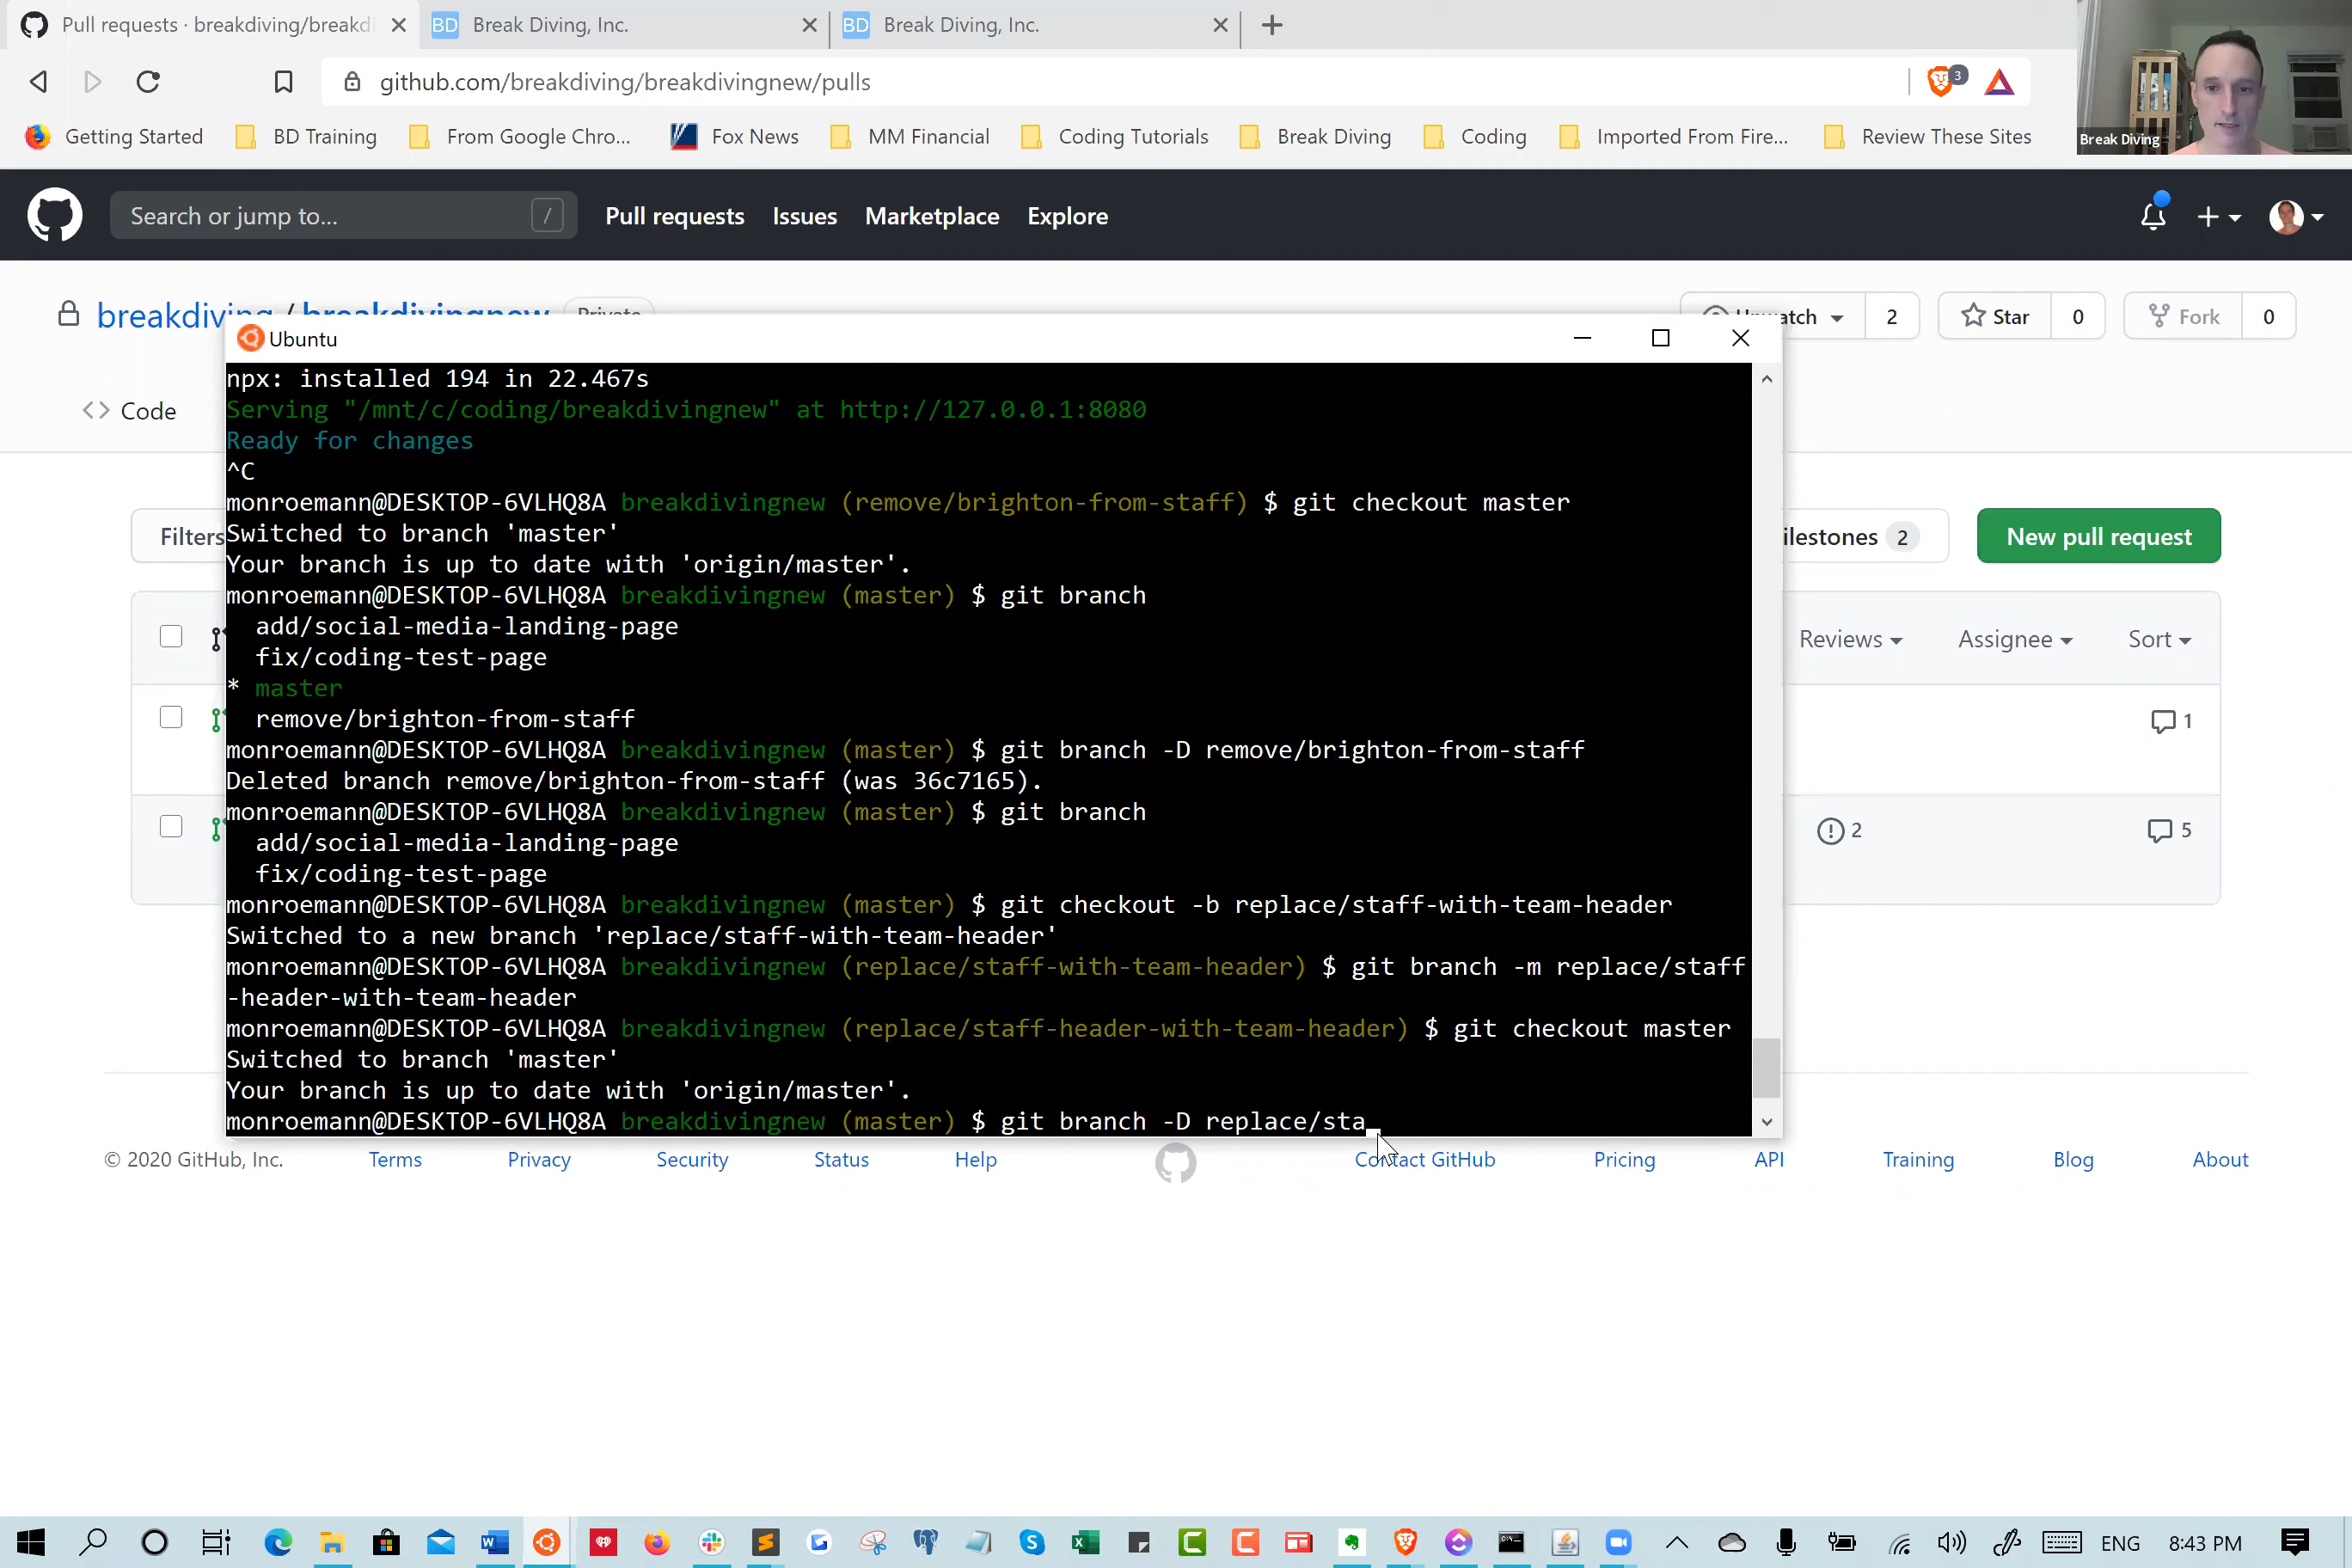 Pull requests · breakdiving/breakdi
BD Break Diving, Inc.
BD Break Diving, Inc.
github.com/breakdiving/breakdivingnew/pulls
3
Getting Started
BD Training
From Google Chro...
Fox News
MM Financial
Coding Tutorials
Break Diving
Coding
Imported From Fire...
Review These Sites
Break Diving
Search or jump to...
/
Pull requests
Issues
Marketplace
Explore
breakdiving / breakdivingnew
Private
Unwatch
2
Star
0
Fork
0
Code
Ubuntu
npx: installed 194 in 22.467s
Serving "/mnt/c/coding/breakdivingnew" at http://127.0.0.1:8080
Ready for changes
^C
monroemann@DESKTOP-6VLHQ8A breakdivingnew (remove/brighton-from-staff) $ git checkout master
Switched to branch 'master'
Your branch is up to date with 'origin/master'.
monroemann@DESKTOP-6VLHQ8A breakdivingnew (master) $ git branch
add/social-media-landing-page
fix/coding-test-page
* master
remove/brighton-from-staff
monroemann@DESKTOP-6VLHQ8A breakdivingnew (master) $ git branch -D remove/brighton-from-staff
Deleted branch remove/brighton-from-staff (was 36c7165).
monroemann@DESKTOP-6VLHQ8A breakdivingnew (master) $ git branch
add/social-media-landing-page
fix/coding-test-page
monroemann@DESKTOP-6VLHQ8A breakdivingnew (master) $ git checkout -b replace/staff-with-team-header
Switched to a new branch 'replace/staff-with-team-header'
monroemann@DESKTOP-6VLHQ8A breakdivingnew (replace/staff-with-team-header) $ git branch -m replace/staff
-header-with-team-header
monroemann@DESKTOP-6VLHQ8A breakdivingnew (replace/staff-header-with-team-header) $ git checkout master
Switched to branch 'master'
Your branch is up to date with 'origin/master'.
monroemann@DESKTOP-6VLHQ8A breakdivingnew (master) $ git branch -D replace/sta
Filters
ilestones 2
New pull request
Reviews
Assignee
Sort
1
2
5
© 2020 GitHub, Inc.
Terms
Privacy
Security
Status
Help
Contact GitHub
Pricing
API
Training
Blog
About
ENG
8:43 PM